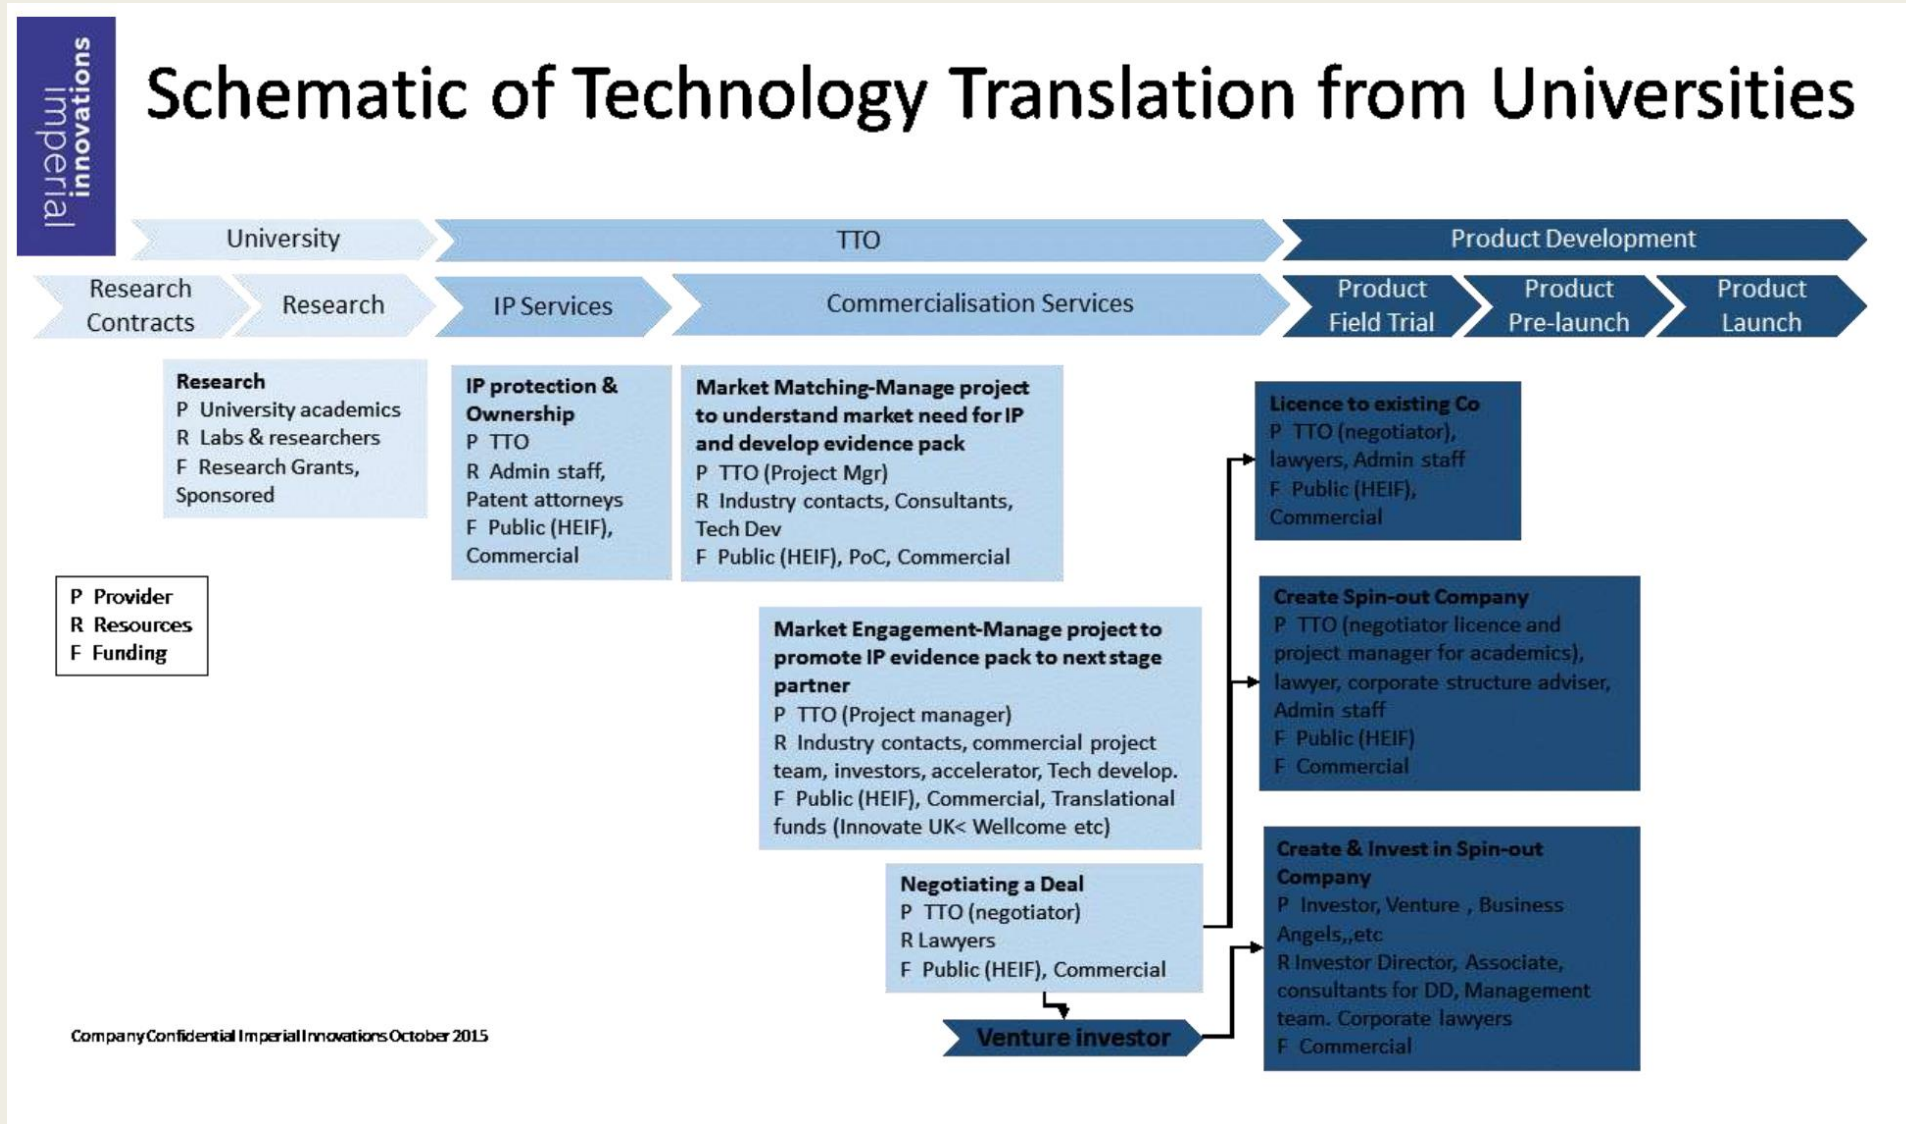 imperial
innovations
Schematic of Technology Translation from Universities
University
TTO
Product Development
Research
Contracts
Research
IP Services
Commercialisation Services
Product
Field Trial
Product
Pre-launch
Product
Launch
Research
P University academics
R Labs & researchers
F Research Grants,
Sponsored
IP protection &
Ownership
P TTO
R Admin staff,
Patent attorneys
F Public (HEIF),
Commercial
Market Matching-Manage project
to understand market need for IP
and develop evidence pack
P TTO (Project Mgr)
R Industry contacts, Consultants,
Tech Dev
F Public (HEIF), PoC, Commercial
Licence to existing Co
P TTO (negotiator),
lawyers, Admin staff
F Public (HEIF),
Commercial
P Provider
R Resources
F Funding
Market Engagement-Manage project to
promote IP evidence pack to next stage
partner
P TTO (Project manager)
R Industry contacts, commercial project
team, investors, accelerator, Tech develop.
F Public (HEIF), Commercial, Translational
funds (Innovate UK< Wellcome etc)
Create Spin-out Company
P TTO (negotiator licence and
project manager for academics),
lawyer, corporate structure adviser,
Admin staff
F Public (HEIF)
F Commercial
Negotiating a Deal
P TTO (negotiator)
R Lawyers
F Public (HEIF), Commercial
Create & Invest in Spin-out
Company
P Investor, Venture , Business
Angels,,etc
R Investor Director, Associate,
consultants for DD, Management
team. Corporate lawyers
F Commercial
Venture investor
Company Confidential Imperial Innovations October 2015